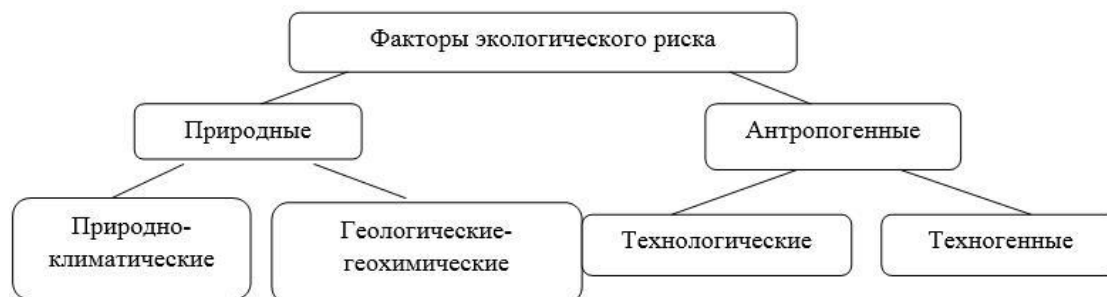 Факторы экологического риска
Природные
Антропогенные
Природно-
климатические
Геологические-
геохимические
Технологические
Техногенные